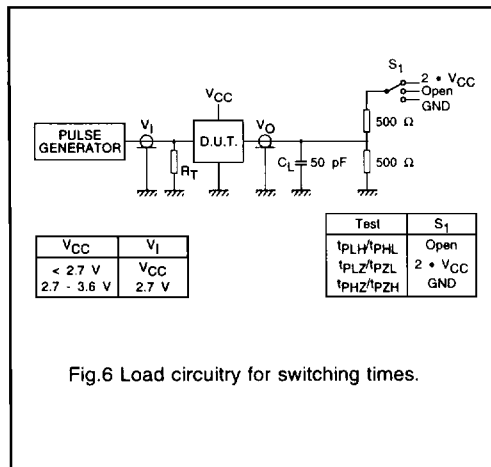 S1
2 • VCC
Open
GND
VCC
500 Ω
PULSE
GENERATOR
VI
D.U.T.
VO
RT
CL
50 pF
500 Ω
VCC VI
< 2.7 V VCC
2.7 - 3.6 V 2.7 V
Test S1
tPLH/tPHL Open
tPLZ/tPZL 2 • VCC
tPHZ/tPZH GND
Fig.6 Load circuitry for switching times.